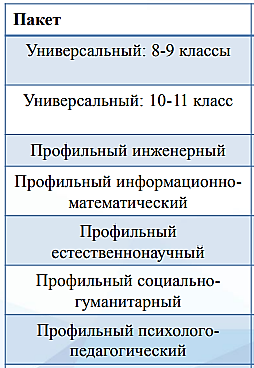 Пакет
Универсальный: 8-9 классы
Универсальный: 10-11 класс
Профильный инженерный
Профильный информационно-
математический
Профильный
естественнонаучный
Профильный социально-
гуманитарный
Профильный психолого-
педагогический